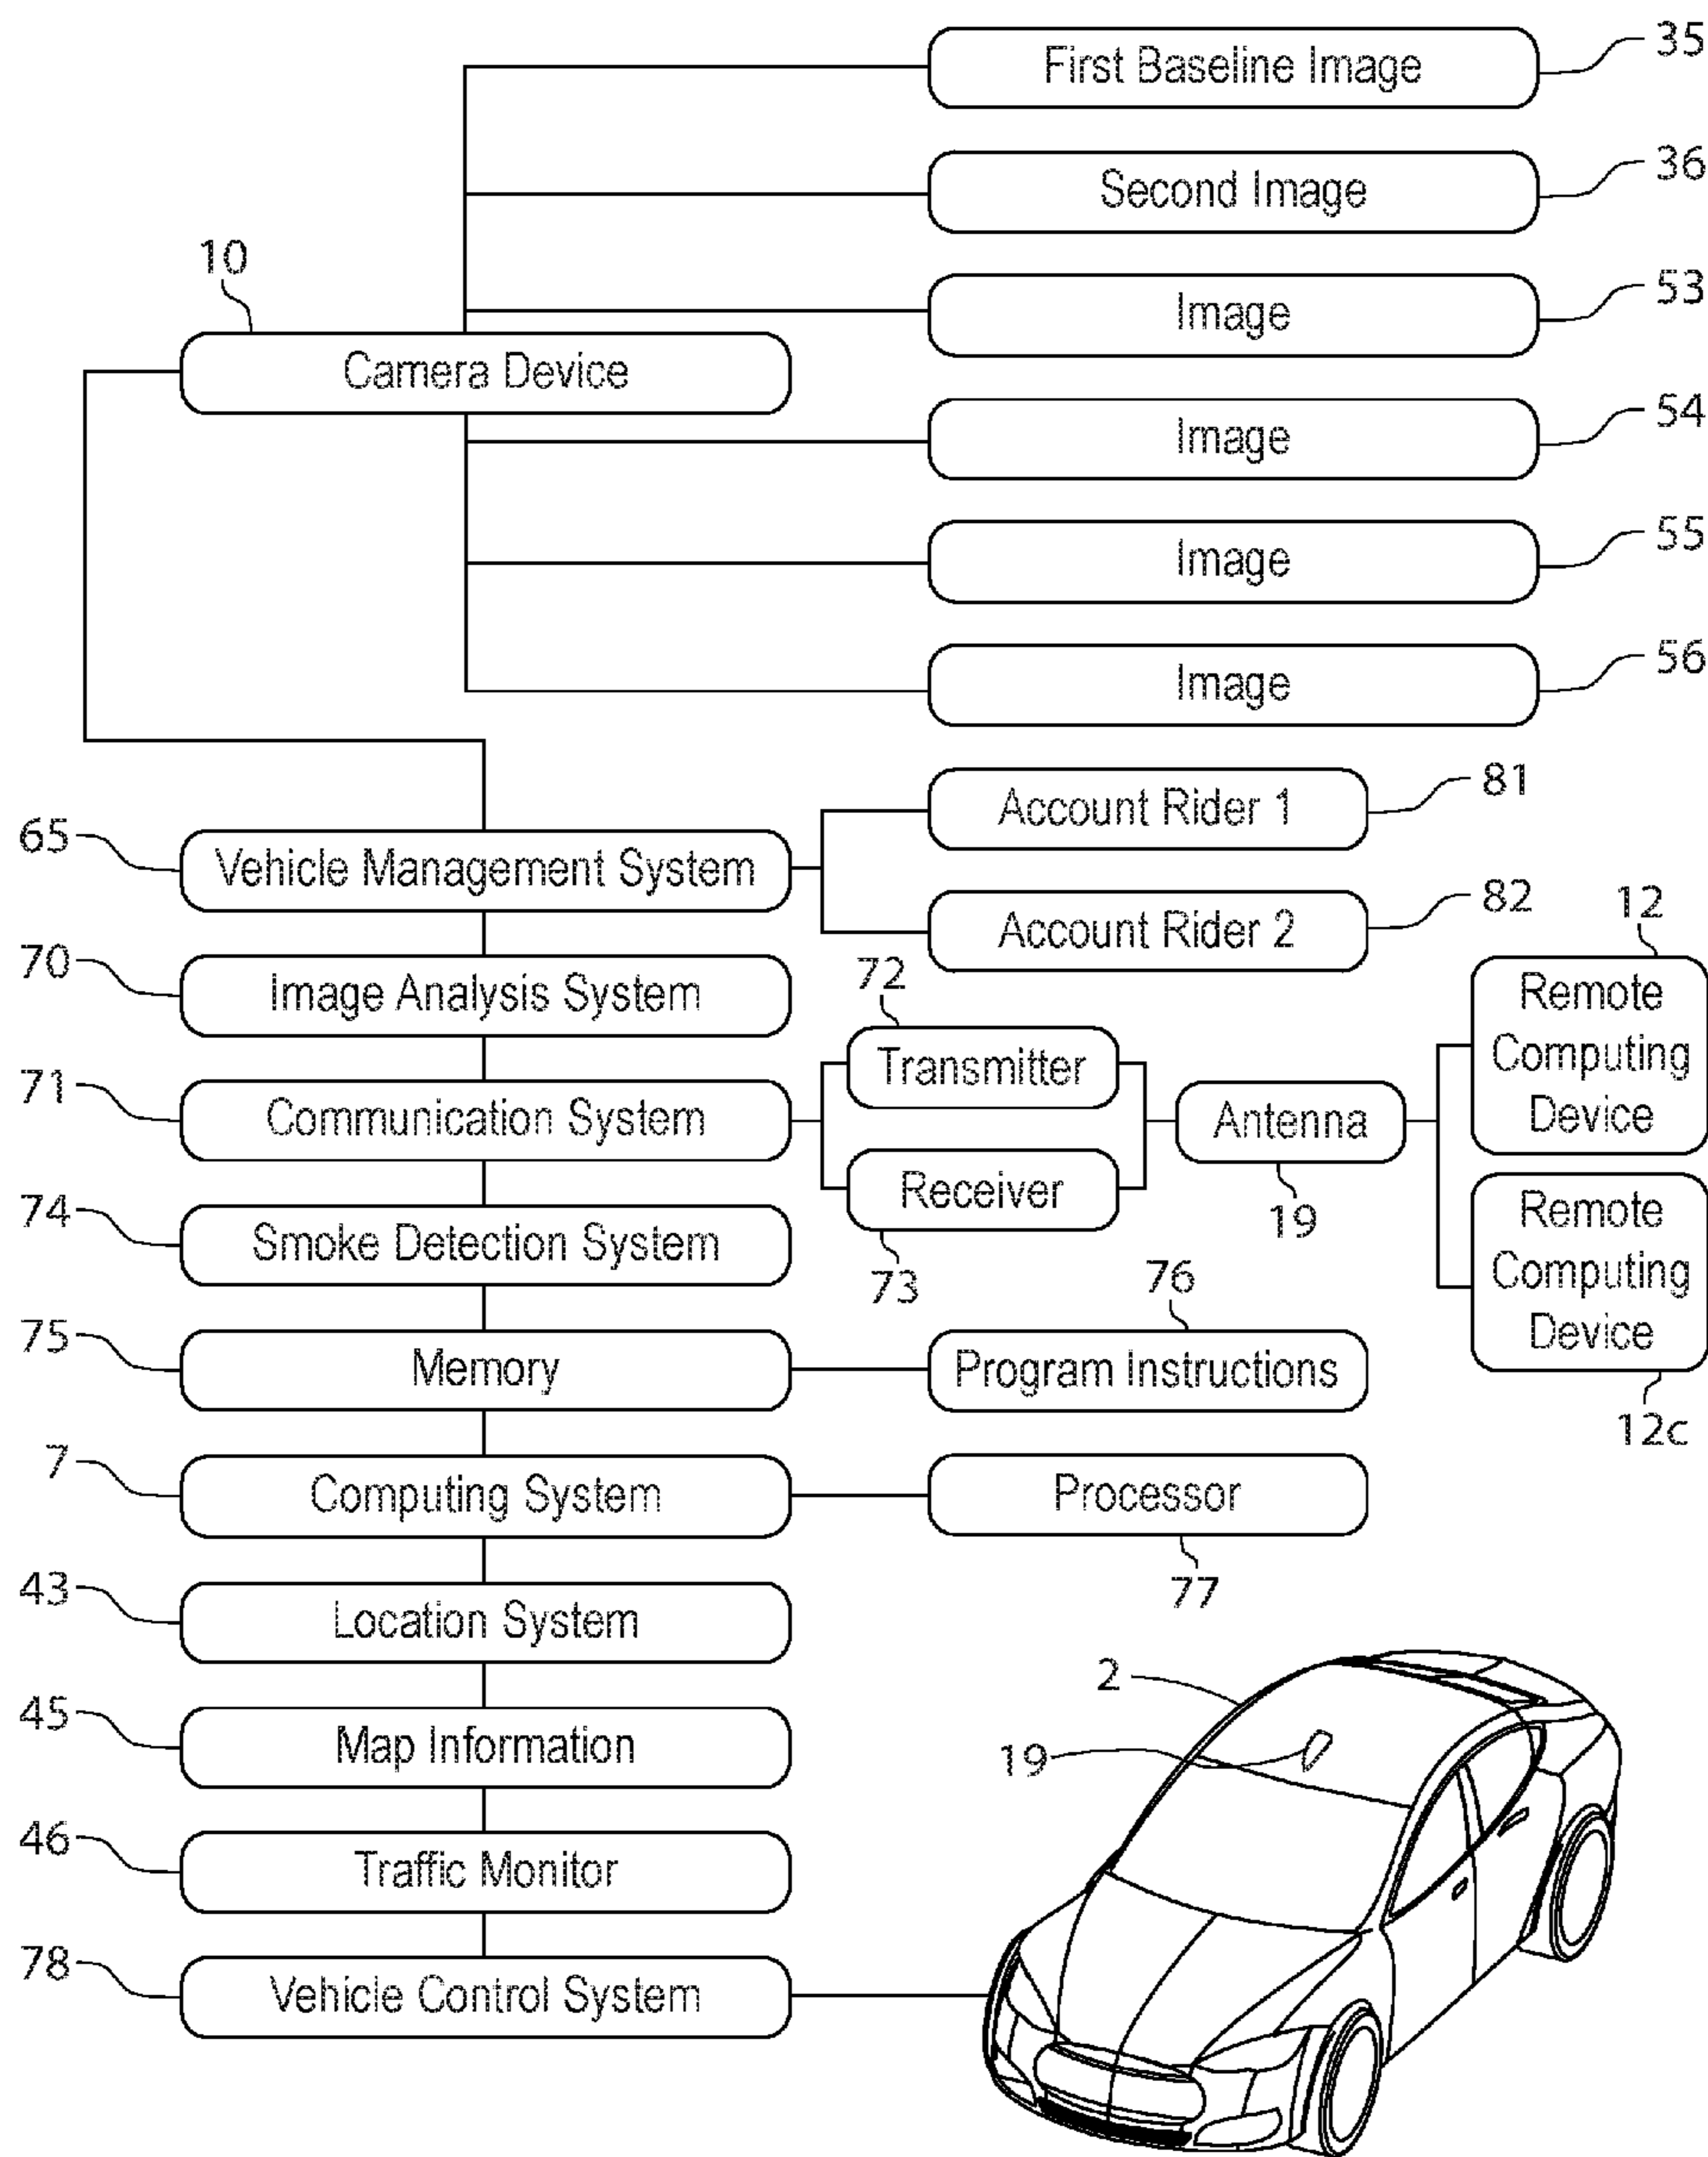 First Baseline Image
35
Second Image
36
10
Image
53
Camera Device
Image
54
Image
55
Image
56
Account Rider 1
81
65
Vehicle Management System
Account Rider 2
82
12
70
Image Analysis System
72
Remote
Computing
Device
71
Communication System
Transmitter
Antenna
19
Receiver
73
Remote
Computing
Device
12c
74
Smoke Detection System
76
75
Memory
Program Instructions
7
Computing System
Processor
77
43
Location System
2
19
45
Map Information
46
Traffic Monitor
78
Vehicle Control System